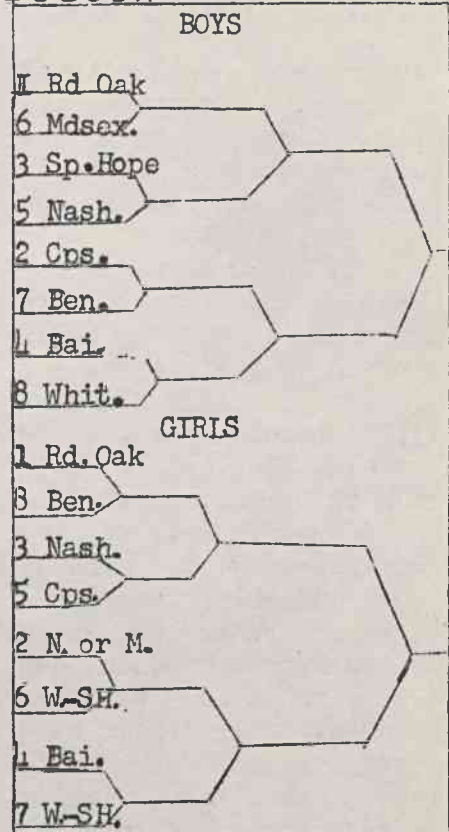 BOYS
1 Rd Oak
6 Mdsex.
3 Sp.Hope
5 Nash.
2 Cps.
7 Ben.
4 Bai.
8 Whit.
GIRLS
1 Rd. Oak
8 Ben.
3 Nash.
5 Cps.
2 N. or M.
6 W.-SH.
4 Bai.
7 W.-SH.